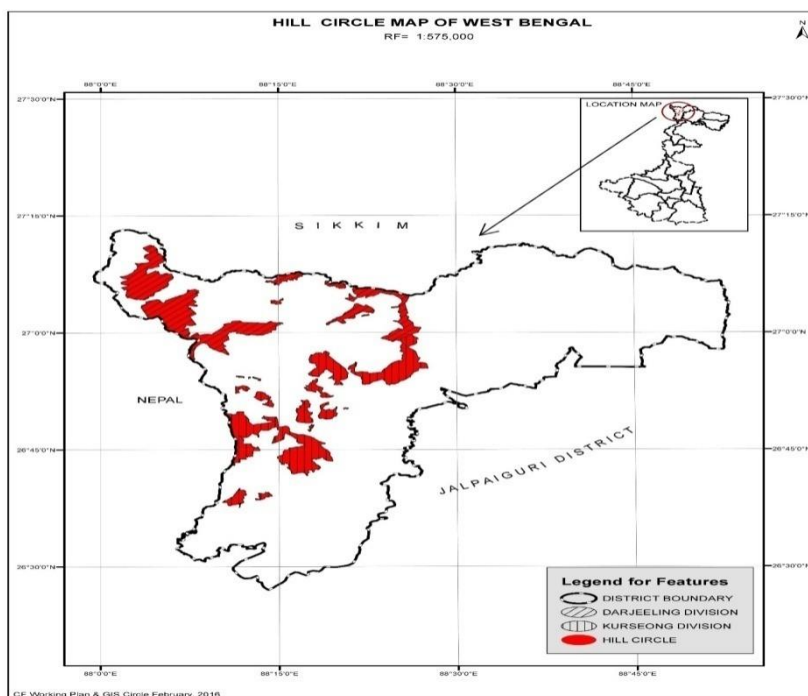 HILL CIRCLE MAP OF WEST BENGAL
RF= 1:575,000
N
88°0'0"E 88°15'0"E 88°30'0"E 88°45'0"E
27°30'0"N 27°30'0"N
LOCATION MAP
27°15'0"N 27°15'0"N
SIKKIM
27°0'0"N 27°0'0"N
NEPAL
26°45'0"N 26°45'0"N
JALPAIGURI DISTRICT
26°30'0"N 26°30'0"N
Legend for Features
DISTRICT BOUNDARY
DARJEELING DIVISION
KURSEONG DIVISION
HILL CIRCLE
88°0'0"E 88°15'0"E 88°30'0"E 88°45'0"E
CF Working Plan & GIS Circle February, 2016